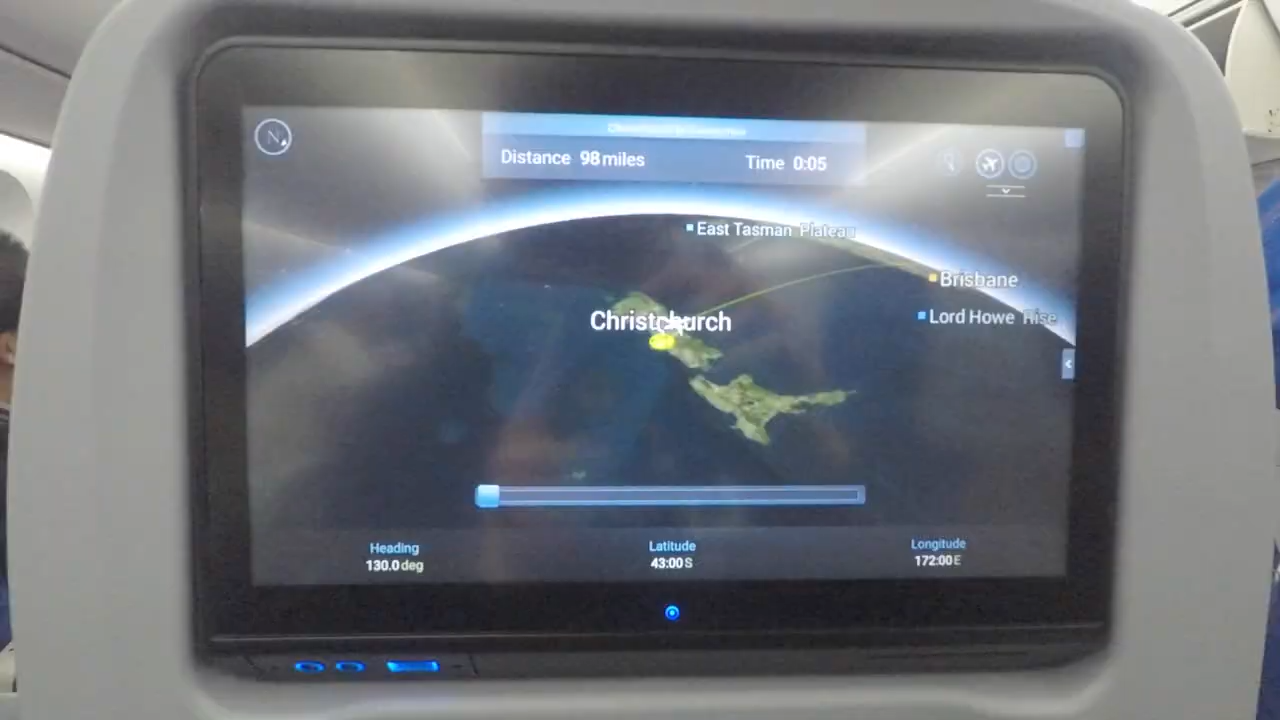 N
Distance 98 miles
Time 0:05
East Tasman Plateau
Brisbane
Lord Howe Rise
Christchurch
Heading
130.0 deg
Latitude
43:00 S
Longitude
172:00 E